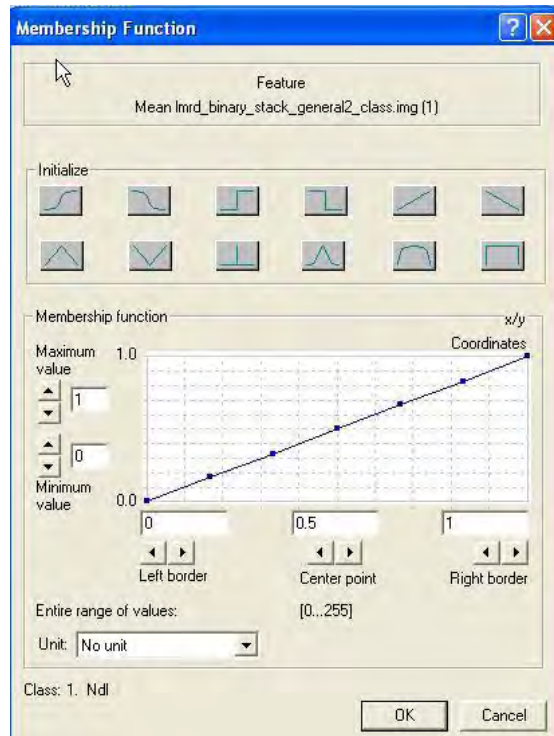 Membership Function
Feature
Mean lmrd_binary_stack_general2_class.img (1)
Initialize
Membership function
x/y
Coordinates
Maximum
value
1.0
1
0
Minimum
value
0.0
0
0.5
1
Left border
Center point
Right border
Entire range of values:
[0...255]
Unit: No unit
Class: 1. Ndl
OK
Cancel